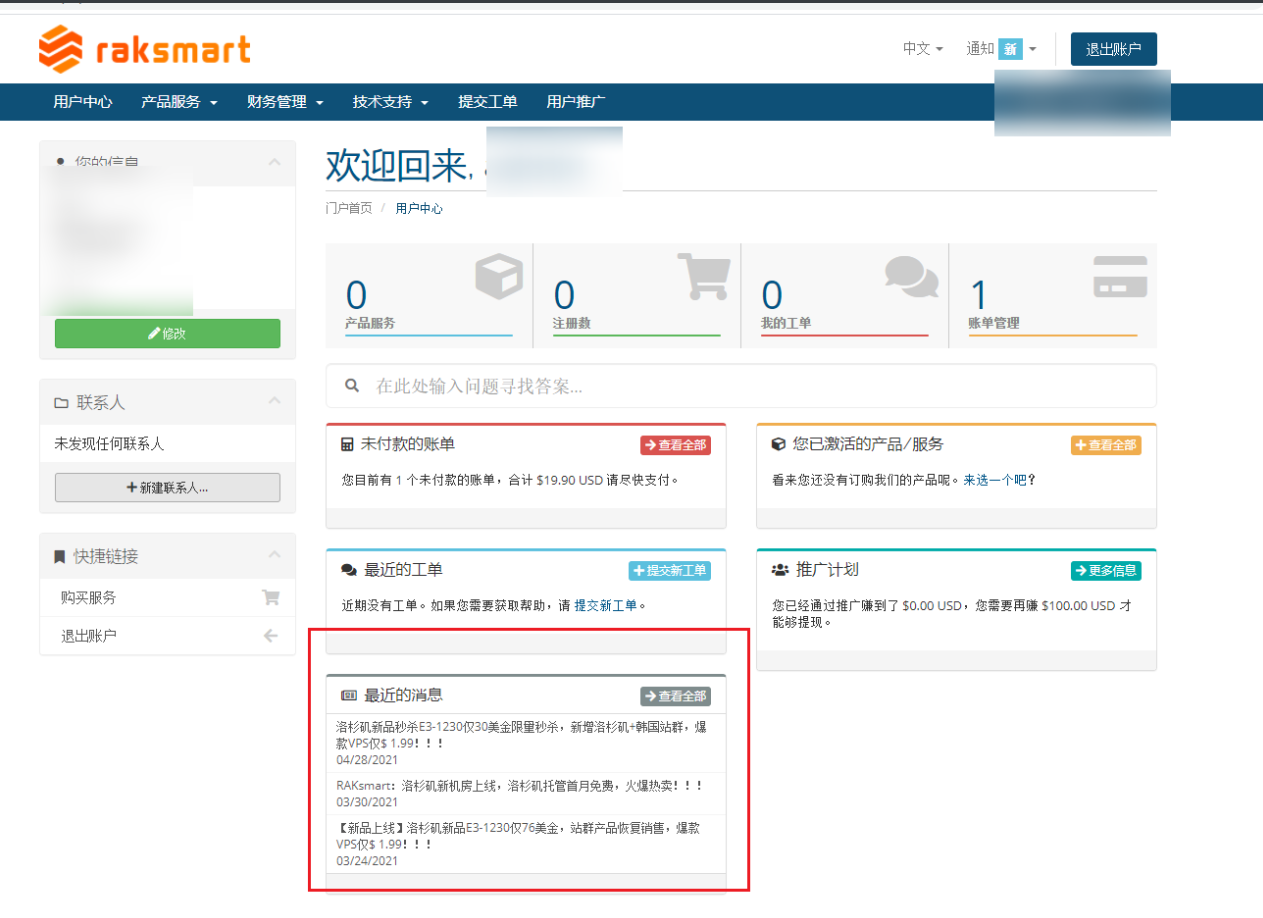 raksmart
中文
通知 新
退出账户
用户中心 产品服务 财务管理 技术支持 提交工单 用户推广
您的信息
修改
联系人
未发现任何联系人
新建联系人...
快捷链接
购买服务
退出账户
欢迎回来,
门户首页 / 用户中心
0
产品服务
0
注册数
0
我的工单
1
账单管理
在此处输入问题寻找答案...
未付款的账单
查看全部
您目前有 1 个未付款的账单，合计 $19.90 USD 请尽快支付。
您已激活的产品/服务
查看全部
看来您还没有订购我们的产品呢。来选一个吧?
最近的工单
提交新工单
近期没有工单。如果您需要获取帮助，请 提交新工单。
推广计划
更多信息
您已经通过推广赚到了 $0.00 USD，您需要再赚 $100.00 USD 才
能够提现。
最近的消息
查看全部
洛杉矶新品秒杀E3-1230仅30美金限量秒杀，新增洛杉矶+韩国站群，爆
款VPS仅$ 1.99！！！
04/28/2021
RAKsmart：洛杉矶新机房上线，洛杉矶托管首月免费，火爆热卖！！！
03/30/2021
【新品上线】洛杉矶新品E3-1230仅76美金，站群产品恢复销售，爆款
VPS仅$ 1.99！！！
03/24/2021